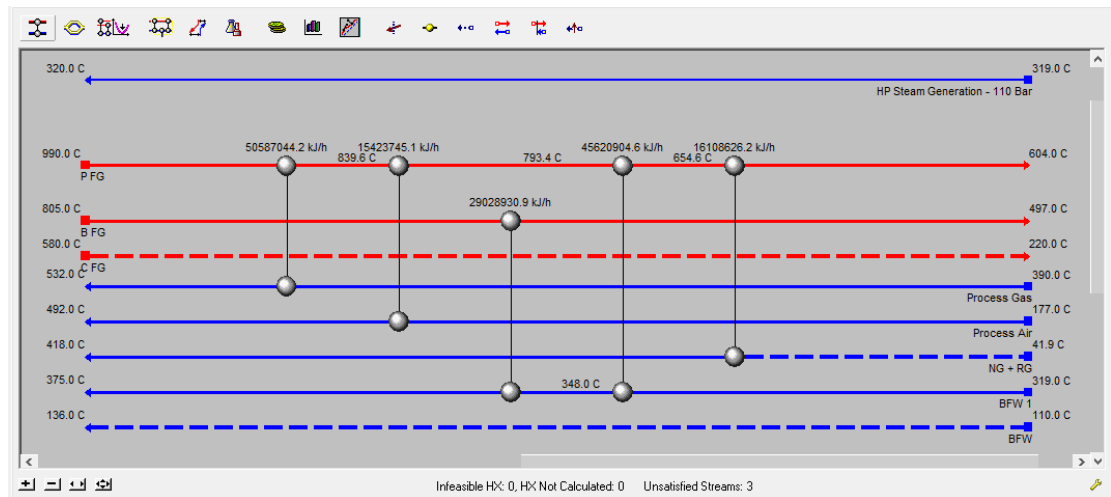 320.0 C 319.0 C
HP Steam Generation - 110 Bar
50587044.2 kJ/h 15423745.1 kJ/h 45620904.6 kJ/h 16108626.2 kJ/h
990.0 C 839.6 C 793.4 C 654.6 C 604.0 C
P FG
29028930.9 kJ/h
805.0 C 497.0 C
B FG
580.0 C 220.0 C
C FG
532.0 C 390.0 C
Process Gas
492.0 C 177.0 C
Process Air
418.0 C 41.9 C
NG + RG
375.0 C 348.0 C 319.0 C
BFW 1
136.0 C 110.0 C
BFW
Infeasible HX: 0, HX Not Calculated: 0 Unsatisfied Streams: 3